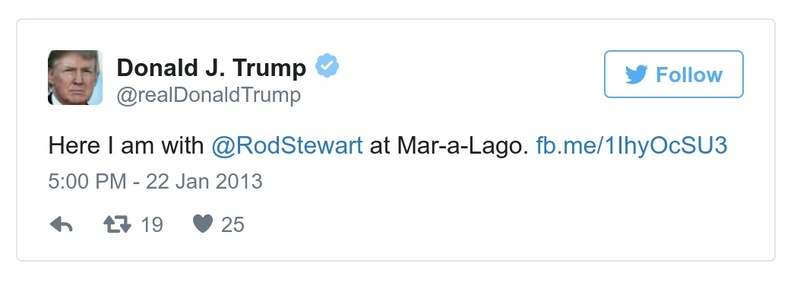 Donald J. Trump
@realDonaldTrump
Follow
Here I am with @RodStewart at Mar-a-Lago. fb.me/1IhyOcSU3
5:00 PM - 22 Jan 2013
19 25